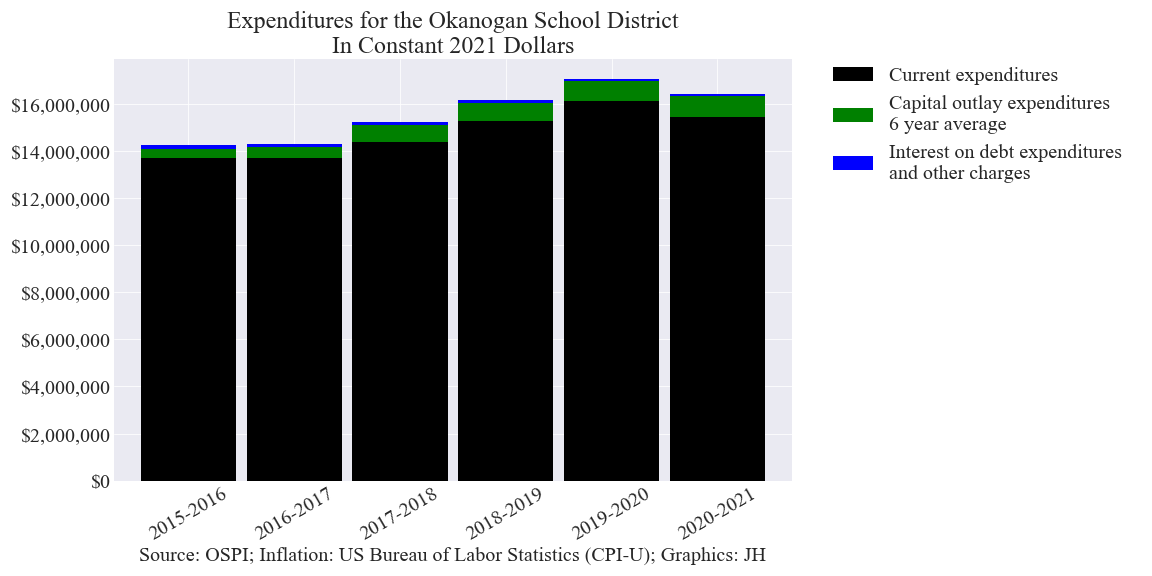 Expenditures for the Okanogan School District
In Constant 2021 Dollars
$16,000,000
$14,000,000
$12,000,000
$10,000,000
$8,000,000
$6,000,000
$4,000,000
$2,000,000
$0
2015-2016
2016-2017
2017-2018
2018-2019
2019-2020
2020-2021
Source: OSPI; Inflation: US Bureau of Labor Statistics (CPI-U); Graphics: JH
Current expenditures
Capital outlay expenditures
6 year average
Interest on debt expenditures
and other charges